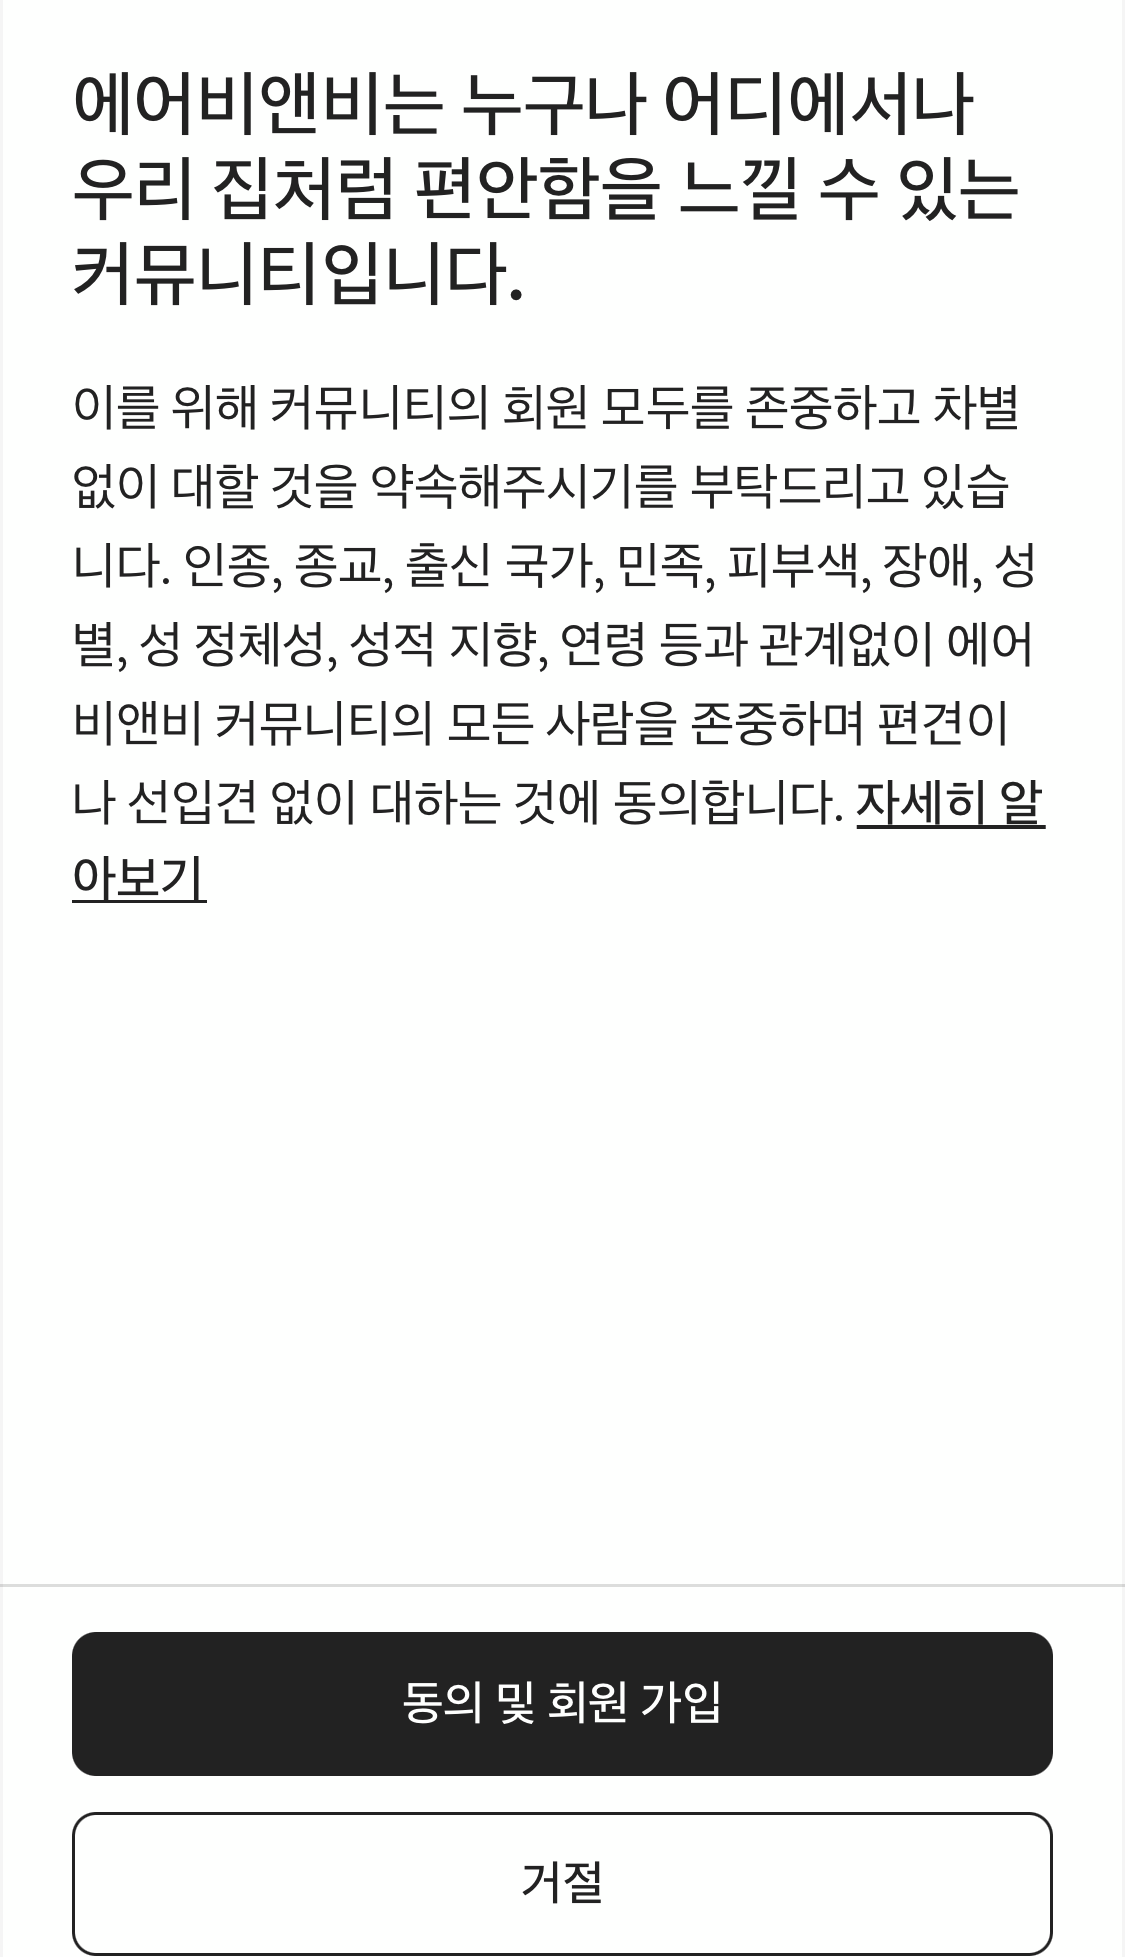 에어비앤비는 누구나 어디에서나
우리 집처럼 편안함을 느낄 수 있는
커뮤니티입니다.
이를 위해 커뮤니티의 회원 모두를 존중하고 차별
없이 대할 것을 약속해주시기를 부탁드리고 있습
니다. 인종, 종교, 출신 국가, 민족, 피부색, 장애, 성
별, 성 정체성, 성적 지향, 연령 등과 관계없이 에어
비앤비 커뮤니티의 모든 사람을 존중하며 편견이
나 선입견 없이 대하는 것에 동의합니다. 자세히 알
아보기
동의 및 회원 가입
거절